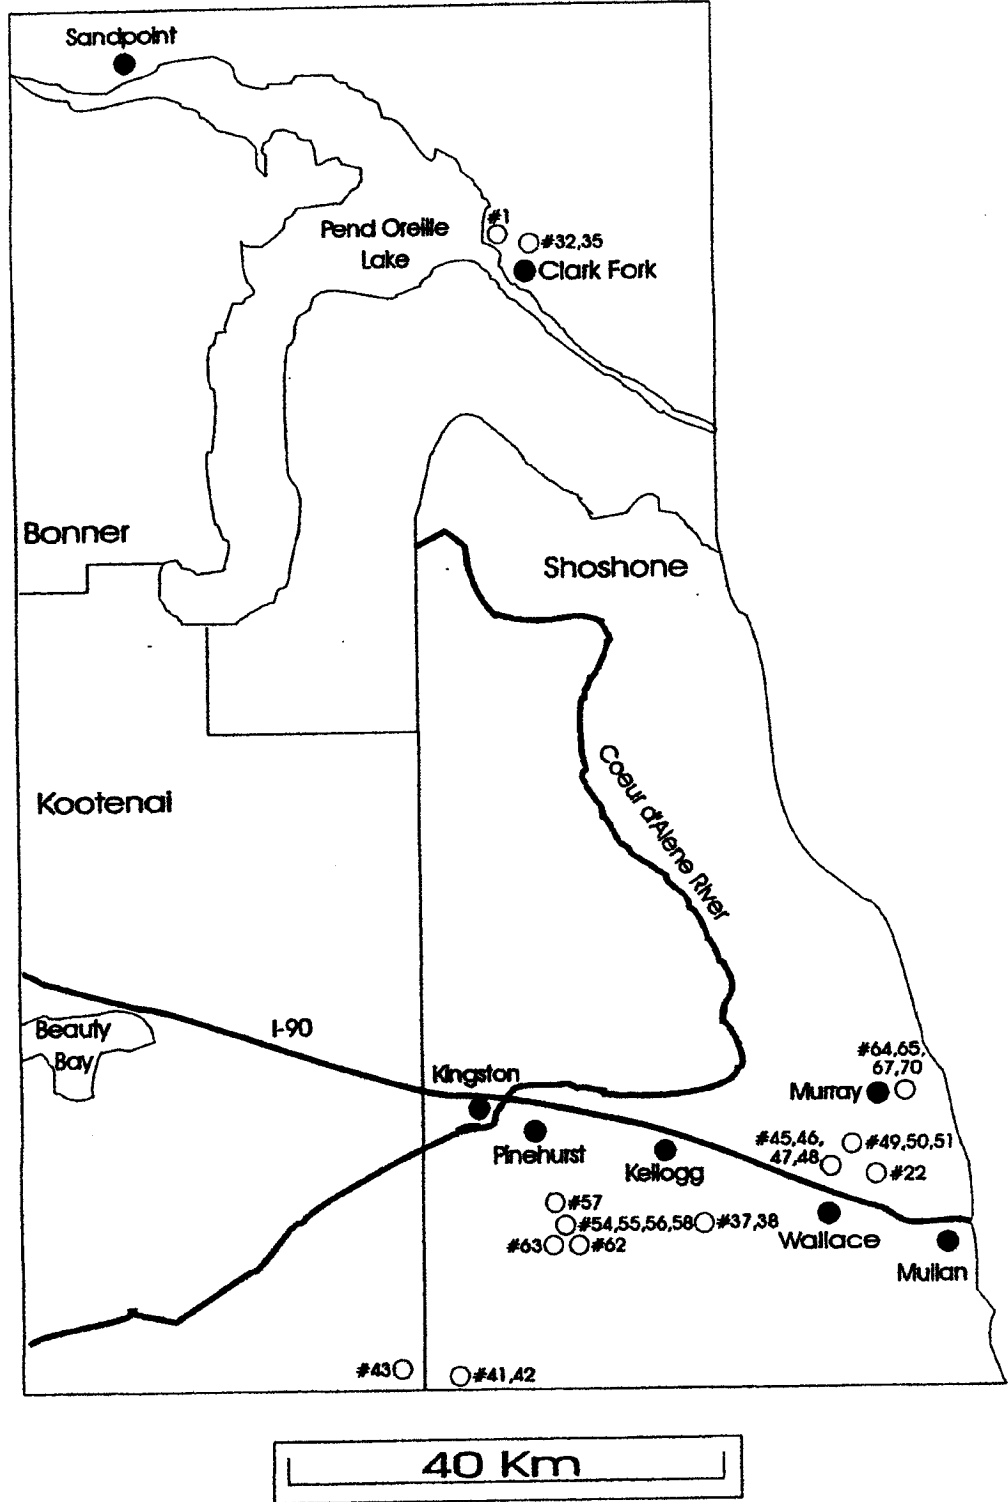 Sandpoint
#1
Pend Oreille
Lake
#32,35
Clark Fork
Bonner
Shoshone
Kootenai
Coeur d'Alene River
Beauty
Bay
I-90
Kingston
#64,65,
67,70
Murray
Pinehurst
Kellogg
#45,46,
47,48
#49,50,51
#22
#57
#54,55,56,58
#37,38
#63
#62
Wallace
Mullan
#43
#41,42
40 Km